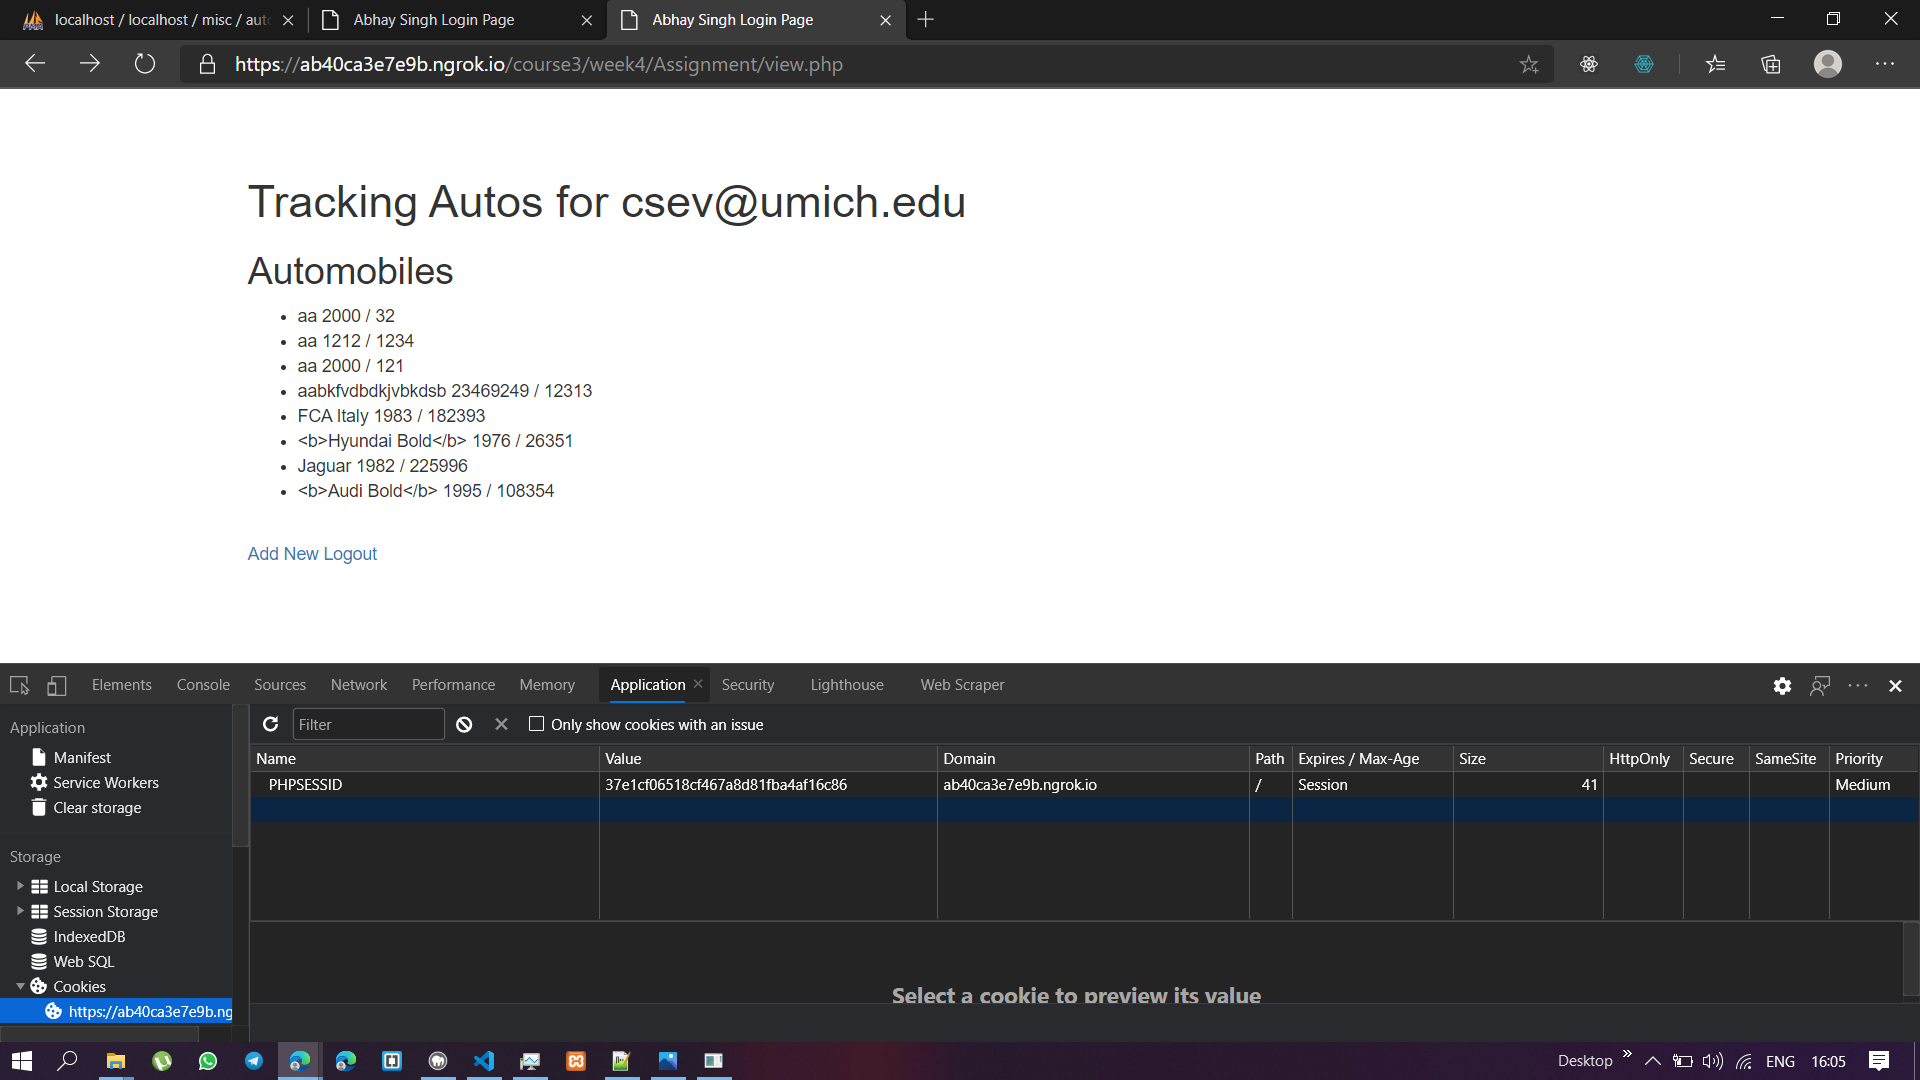 localhost / localhost / misc / auto
Abhay Singh Login Page
Abhay Singh Login Page
https://ab40ca3e7e9b.ngrok.io/course3/week4/Assignment/view.php
Tracking Autos for csev@umich.edu
Automobiles
• aa 2000 / 32
• aa 1212 / 1234
• aa 2000 / 121
• aabkfvdbdkjvbkdsb 23469249 / 12313
• FCA Italy 1983 / 182393
• <b>Hyundai Bold</b> 1976 / 26351
• Jaguar 1982 / 225996
• <b>Audi Bold</b> 1995 / 108354
Add New Logout
Elements Console Sources Network Performance Memory Application Security Lighthouse Web Scraper
Application
Manifest
Service Workers
Clear storage
Storage
Local Storage
Session Storage
IndexedDB
Web SQL
Cookies
https://ab40ca3e7e9b.ng
Filter Only show cookies with an issue
Name Value Domain Path Expires / Max-Age Size HttpOnly Secure SameSite Priority
PHPSESSID 37e1cf06518cf467a8d81fba4af16c86 ab40ca3e7e9b.ngrok.io / Session 41 Medium
Select a cookie to preview its value
Desktop ENG 16:05